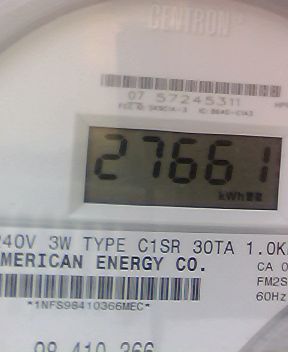 CENTRON®
07 57245311
27661
kWh
240V 3W TYPE C1SR 30TA 1.0K
AMERICAN ENERGY CO.
CA 0
FM2S
60Hz
*1NFS98410366MEC*
98 410 366